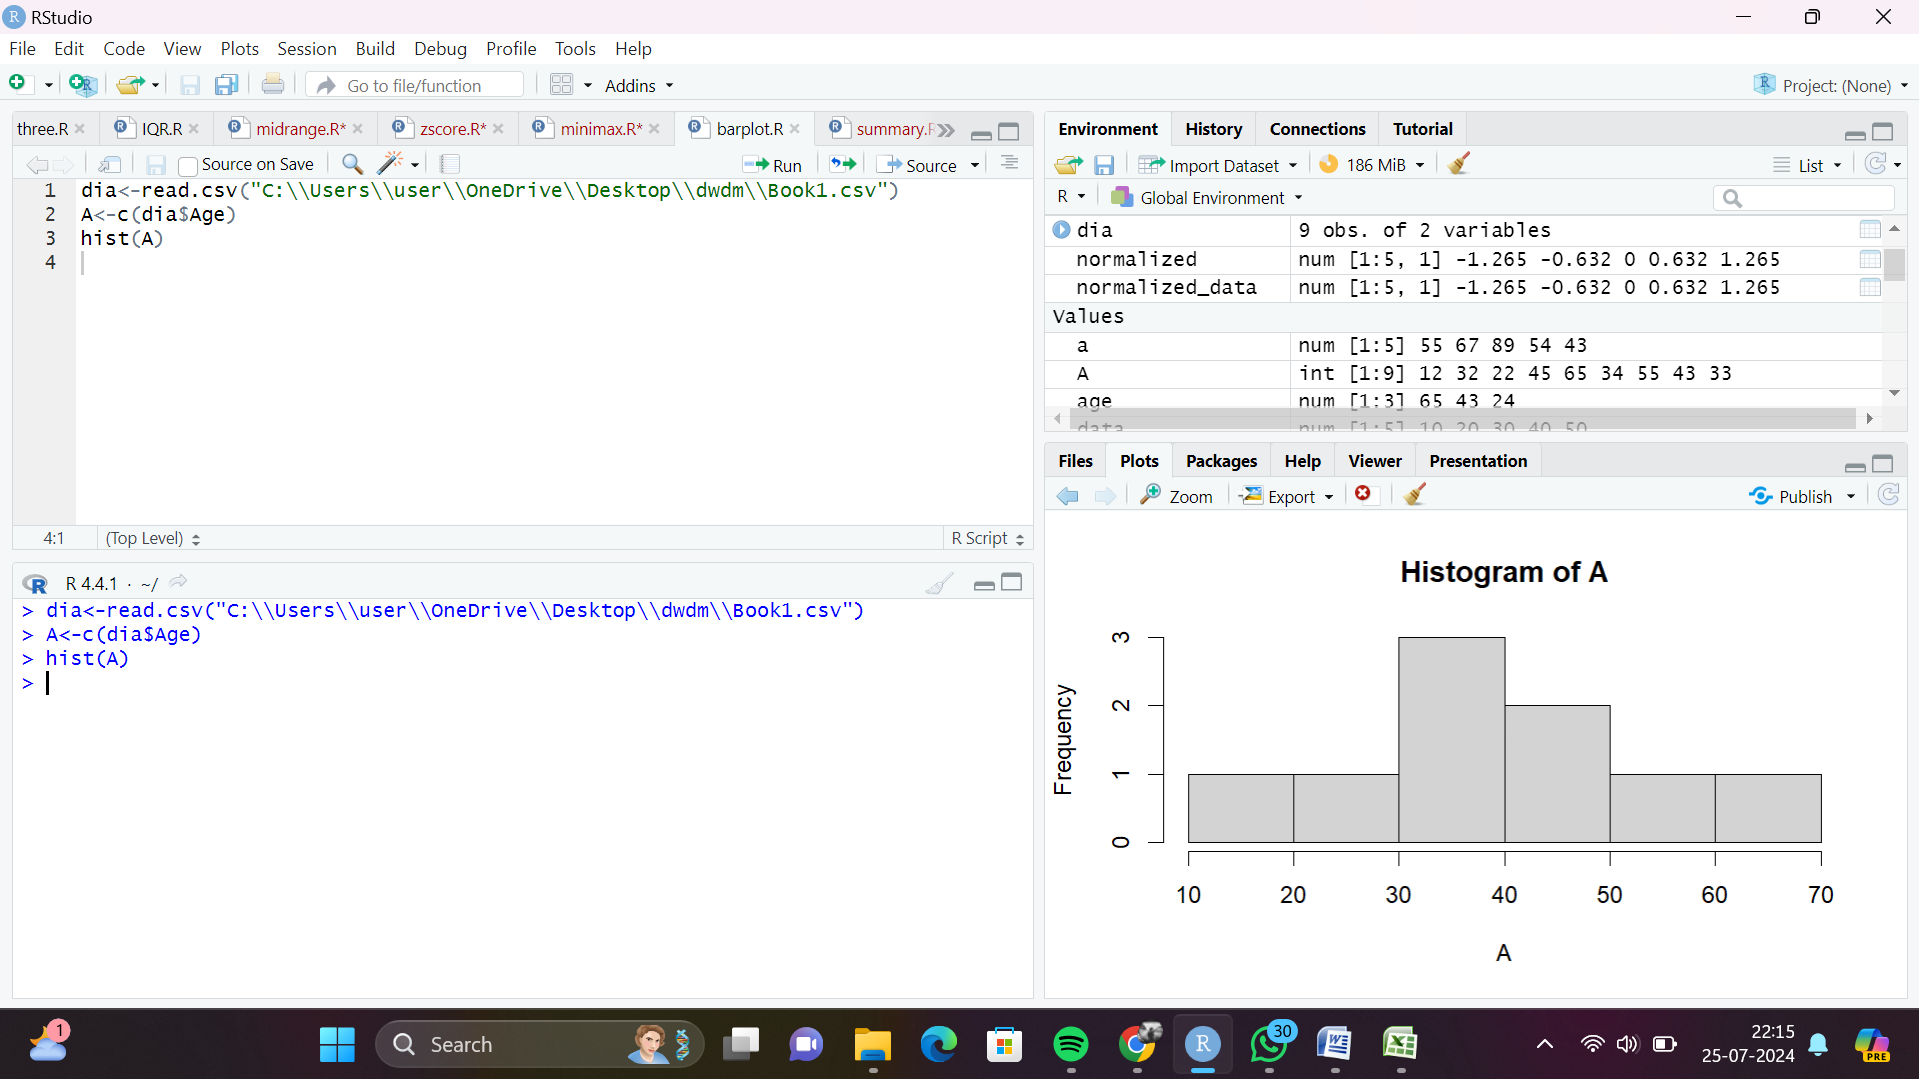 RStudio
File Edit Code View Plots Session Build Debug Profile Tools Help
Go to file/function Addins Project: (None)
three.R IQR.R midrange.R* zscore.R* minimax.R* barplot.R summary.R
Source on Save Run Source
1 dia<-read.csv("C:\\Users\\user\\OneDrive\\Desktop\\dwdm\\Book1.csv")
2 A<-c(dia$Age)
3 hist(A)
4
4:1 (Top Level) R Script
R 4.4.1 · ~/
> dia<-read.csv("C:\\Users\\user\\OneDrive\\Desktop\\dwdm\\Book1.csv")
> A<-c(dia$Age)
> hist(A)
>
Environment History Connections Tutorial
Import Dataset 186 MiB List
R Global Environment
dia 9 obs. of 2 variables
normalized num [1:5, 1] -1.265 -0.632 0 0.632 1.265
normalized_data num [1:5, 1] -1.265 -0.632 0 0.632 1.265
Values
a num [1:5] 55 67 89 54 43
A int [1:9] 12 32 22 45 65 34 55 43 33
age num [1:3] 65 43 24
data num [1:5] 10 20 30 40 50
Files Plots Packages Help Viewer Presentation
Zoom Export Publish
Histogram of A
Frequency
3
2
1
0
10 20 30 40 50 60 70
A
1 Search 30 PRE
22:15
25-07-2024